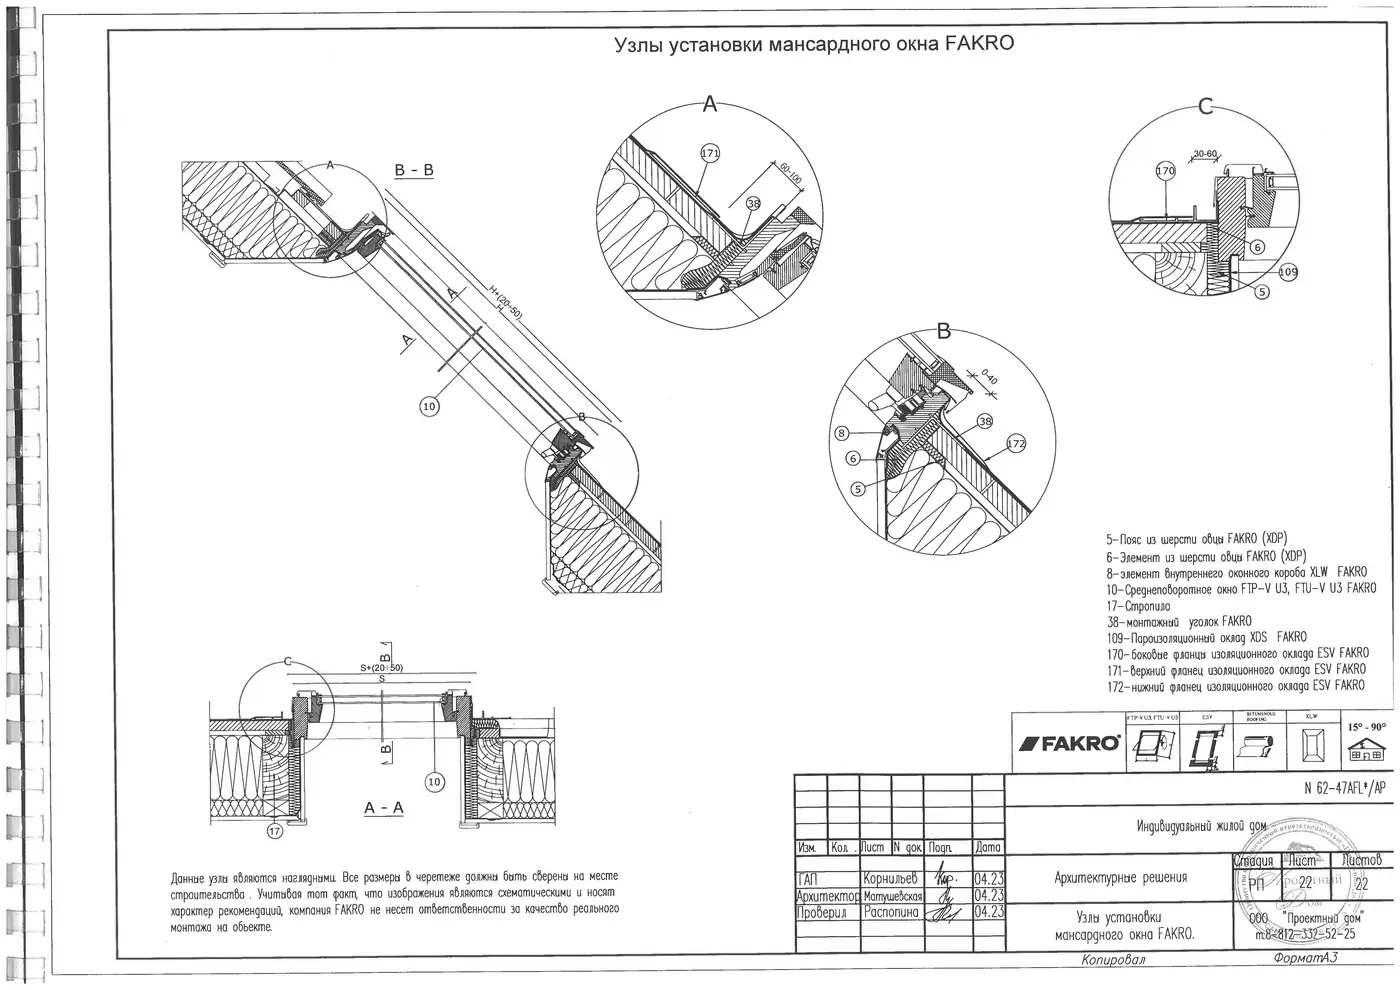 Узлы установки мансардного окна FAKRO
A
B - B
A
171
60-100
38
H+(20÷50)
H
A
A
10
B
C
30-60
170
6
109
5
B
0-40
38
172
8
6
5
C
B
S+(20÷50)
S
B
10
A - A
17
5-Пояс из шерсти овцы FAKRO (XDP)
6-Элемент из шерсти овцы FAKRO (XDP)
8-элемент внутреннего оконного короба XLW FAKRO
10-Среднеповоротное окно FTP-V U3, FTU-V U3 FAKRO
17-Стропило
38-монтажный уголок FAKRO
109-Пароизоляционный оклад XDS FAKRO
170-боковые фланцы изоляционного оклада ESV FAKRO
171-верхний фланец изоляционного оклада ESV FAKRO
172-нижний фланец изоляционного оклада ESV FAKRO
FAKRO®
FTP-V U3, FTU-V U3
ESV
BITUMINOUS ROOFING
XLW
15° - 90°
N 62-47AFL*/AP
Индивидуальный жилой дом
Изм. Кол. Лист N док. Подп. Дата
ГАП Корнильев 04.23
Архитектор Матушевская 04.23
Проверил Распопина 04.23
Архитектурные решения
Стадия Лист Листов
РП 22 22
Узлы установки
мансардного окна FAKRO.
ООО "Проектный дом"
т.8-812-332-52-25
Копировал
ФорматА3
Данные узлы являются наглядными. Все размеры в чертеже должны быть сверены на месте
строительства . Учитывая тот факт, что изображения являются схематическими и носят
характер рекомендаций, компания FAKRO не несет ответственности за качество реального
монтажа на объекте.